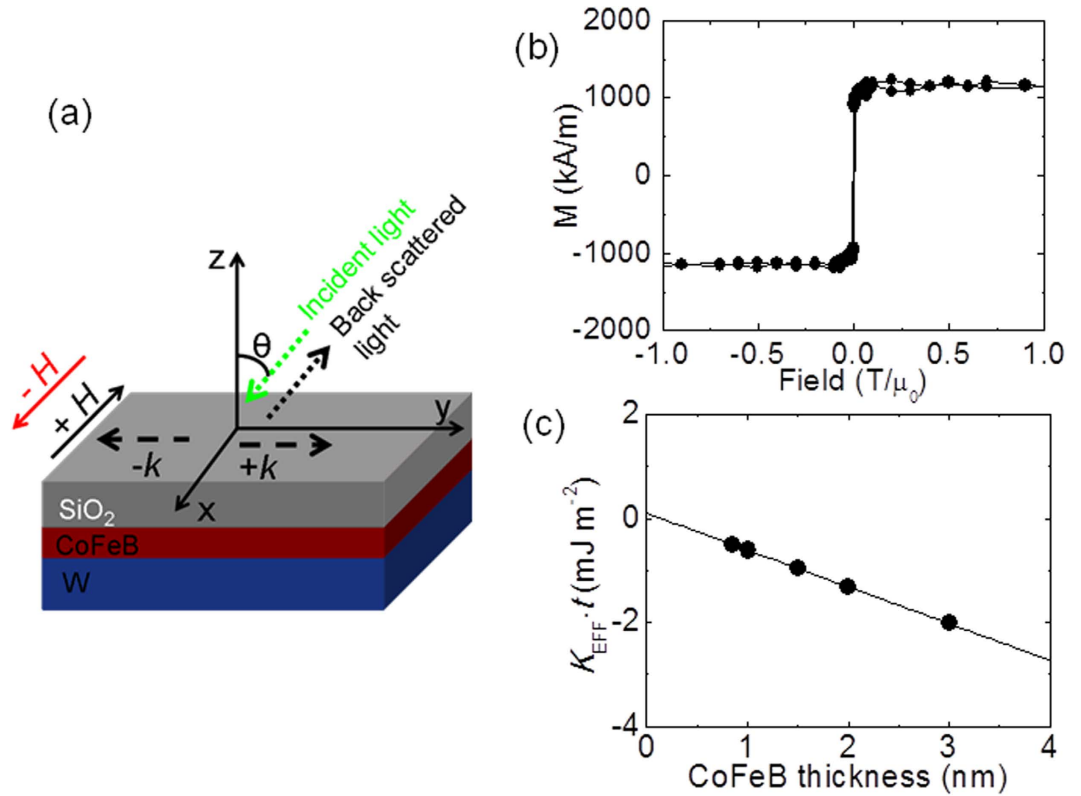 (a)
z
θ
Incident light
Back scattered
light
- H
+ H
y
-k
+k
x
SiO₂
CoFeB
W
(b)
M (kA/m)
2000
1000
0
-1000
-2000
-1.0 -0.5 0.0 0.5 1.0
Field (T/μ₀)
(c)
K_EFF·t (mJ m⁻²)
2
0
-2
-4
0 1 2 3 4
CoFeB thickness (nm)